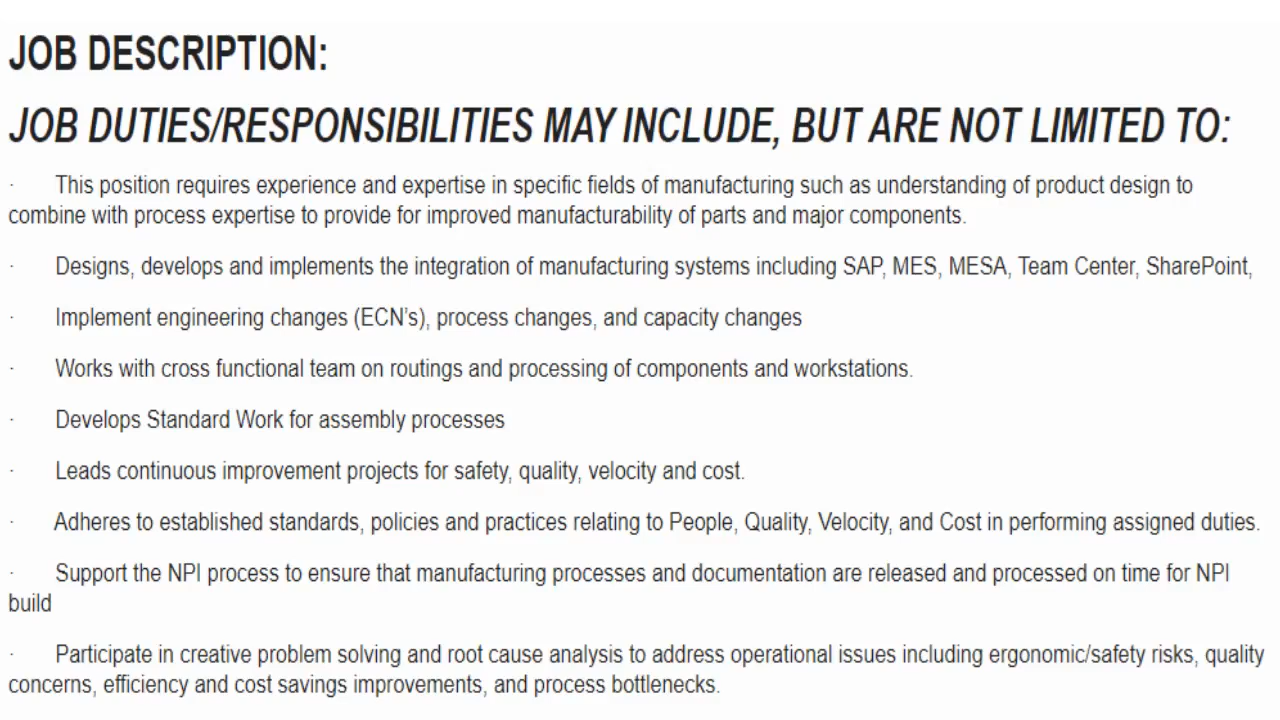 JOB DESCRIPTION:
JOB DUTIES/RESPONSIBILITIES MAY INCLUDE, BUT ARE NOT LIMITED TO:
· This position requires experience and expertise in specific fields of manufacturing such as understanding of product design to
combine with process expertise to provide for improved manufacturability of parts and major components.
· Designs, develops and implements the integration of manufacturing systems including SAP, MES, MESA, Team Center, SharePoint,
· Implement engineering changes (ECN’s), process changes, and capacity changes
· Works with cross functional team on routings and processing of components and workstations.
· Develops Standard Work for assembly processes
· Leads continuous improvement projects for safety, quality, velocity and cost.
· Adheres to established standards, policies and practices relating to People, Quality, Velocity, and Cost in performing assigned duties.
· Support the NPI process to ensure that manufacturing processes and documentation are released and processed on time for NPI
build
· Participate in creative problem solving and root cause analysis to address operational issues including ergonomic/safety risks, quality
concerns, efficiency and cost savings improvements, and process bottlenecks.